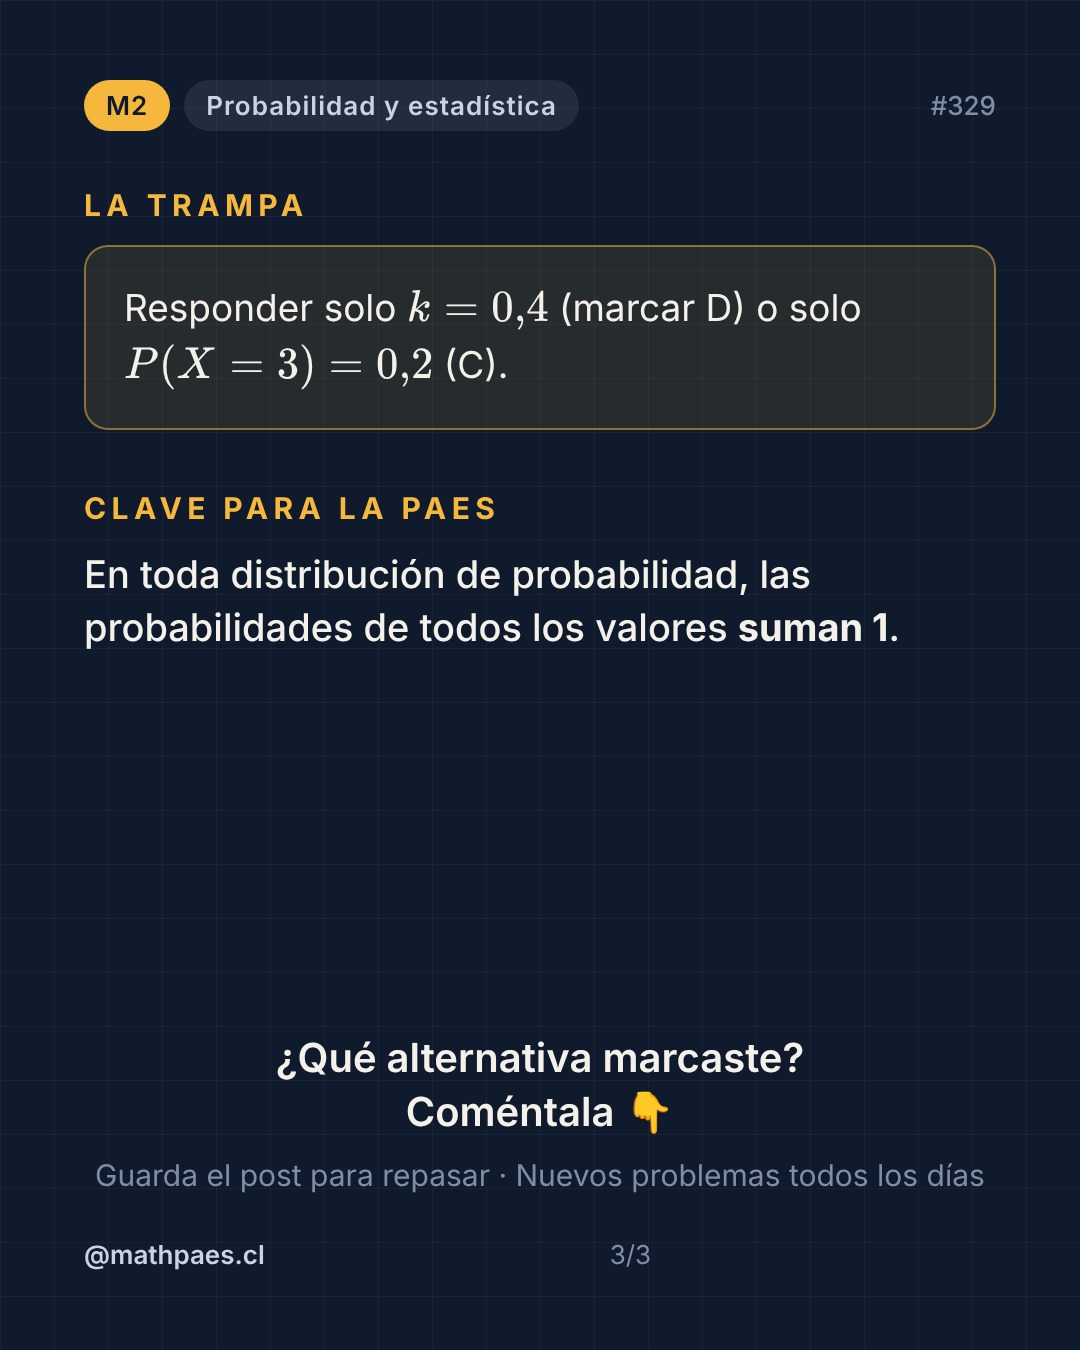 M2 Probabilidad y estadística #329
LA TRAMPA
Responder solo k = 0,4 (marcar D) o solo
P(X = 3) = 0,2 (C).
CLAVE PARA LA PAES
En toda distribución de probabilidad, las
probabilidades de todos los valores suman 1.
¿Qué alternativa marcaste?
Coméntala 👇
Guarda el post para repasar · Nuevos problemas todos los días
@mathpaes.cl 3/3